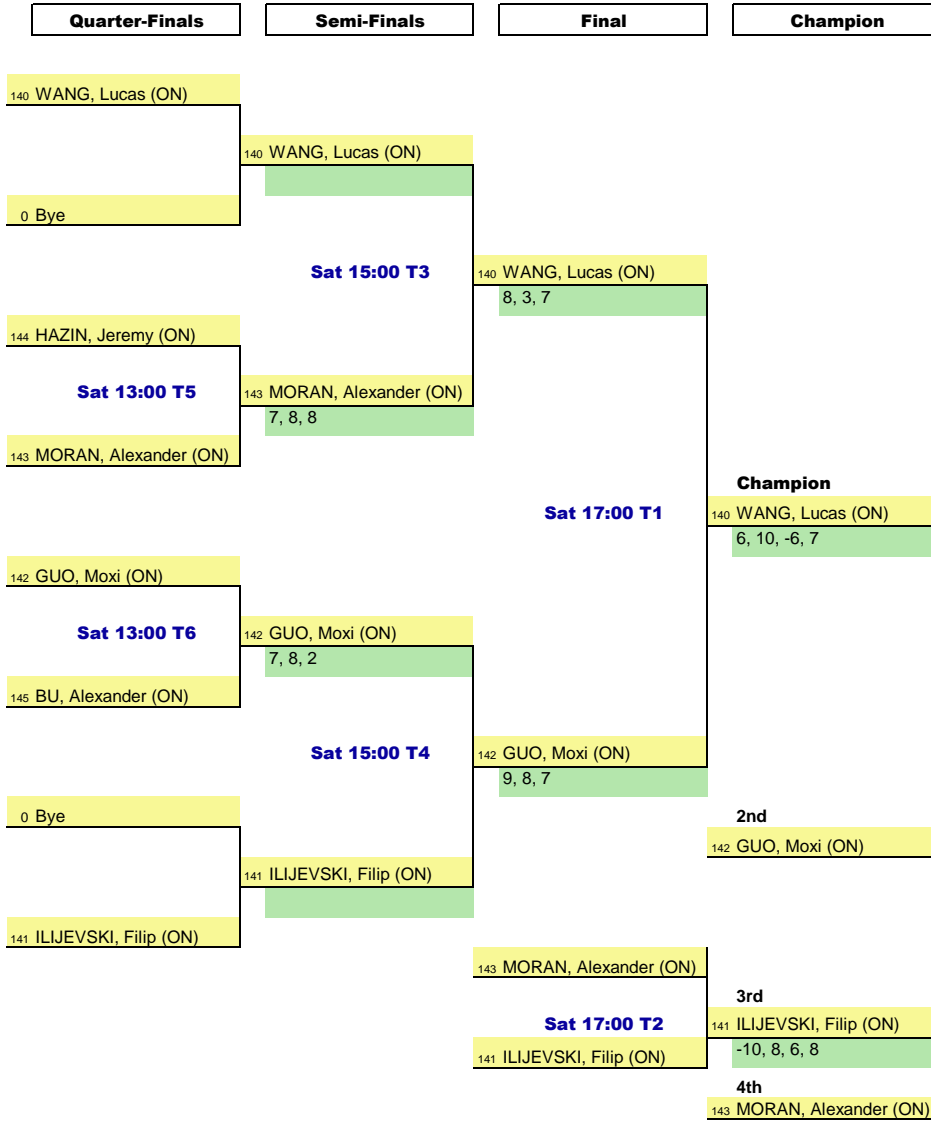 Quarter-Finals Semi-Finals Final Champion
140 WANG, Lucas (ON)
140 WANG, Lucas (ON)
0 Bye
Sat 15:00 T3 140 WANG, Lucas (ON)
8, 3, 7
144 HAZIN, Jeremy (ON)
Sat 13:00 T5 143 MORAN, Alexander (ON)
7, 8, 8
143 MORAN, Alexander (ON)
Champion
Sat 17:00 T1 140 WANG, Lucas (ON)
6, 10, -6, 7
142 GUO, Moxi (ON)
Sat 13:00 T6 142 GUO, Moxi (ON)
7, 8, 2
145 BU, Alexander (ON)
Sat 15:00 T4 142 GUO, Moxi (ON)
9, 8, 7
0 Bye 2nd
142 GUO, Moxi (ON)
141 ILIJEVSKI, Filip (ON)
141 ILIJEVSKI, Filip (ON)
143 MORAN, Alexander (ON)
3rd
Sat 17:00 T2 141 ILIJEVSKI, Filip (ON)
-10, 8, 6, 8
141 ILIJEVSKI, Filip (ON)
4th
143 MORAN, Alexander (ON)